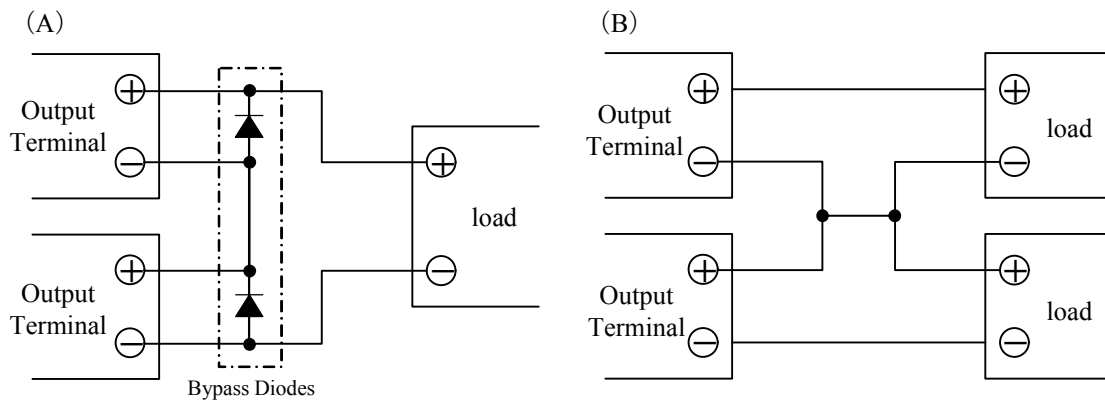 (A)
Output
Terminal
+
−
Output
Terminal
+
−
Bypass Diodes
+
−
load
(B)
Output
Terminal
+
−
Output
Terminal
+
−
+
−
load
+
−
load